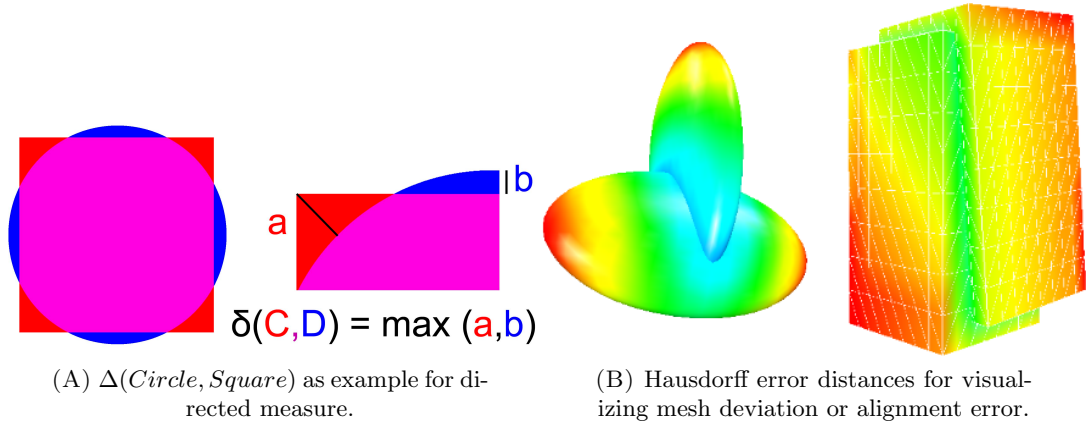 a
b
δ(C,D) = max (a,b)
(A) Δ(Circle, Square) as example for di-
rected measure.
(B) Hausdorff error distances for visual-
izing mesh deviation or alignment error.